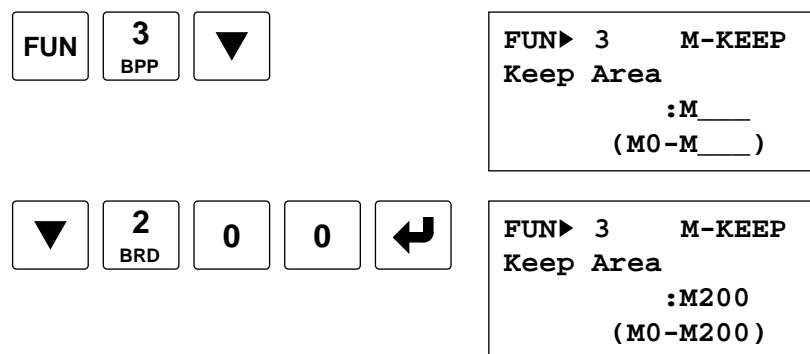 FUN 3 BPP ▼
FUN▶ 3 M-KEEP
Keep Area
:M___
(M0-M___)
▼ 2 BRD 0 0 ↵
FUN▶ 3 M-KEEP
Keep Area
:M200
(M0-M200)